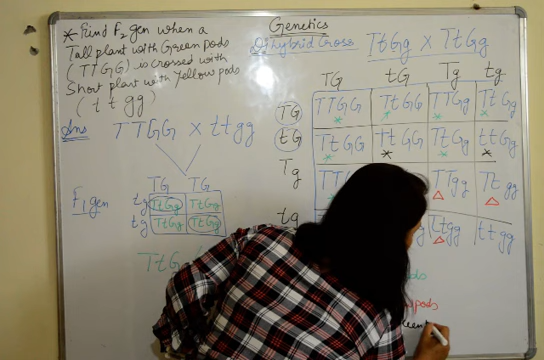 Genetics
* Find F2 gen when a
Tall plant with Green pods
(TTGG) is Crossed with
Short plant with Yellow pods
(ttgg)
Dihybrid Cross TtGg × TtGg
Ans TTGG × ttgg
F1 gen
TG TG
tg TtGg TtGg
tg TtGg TtGg
TG tG Tg tg
TG TTGG TtGG TTGg TtGg
tG TtGG ttGG TtGg ttGg
Tg TTgg Ttgg
tg Ttgg ttgg
pods